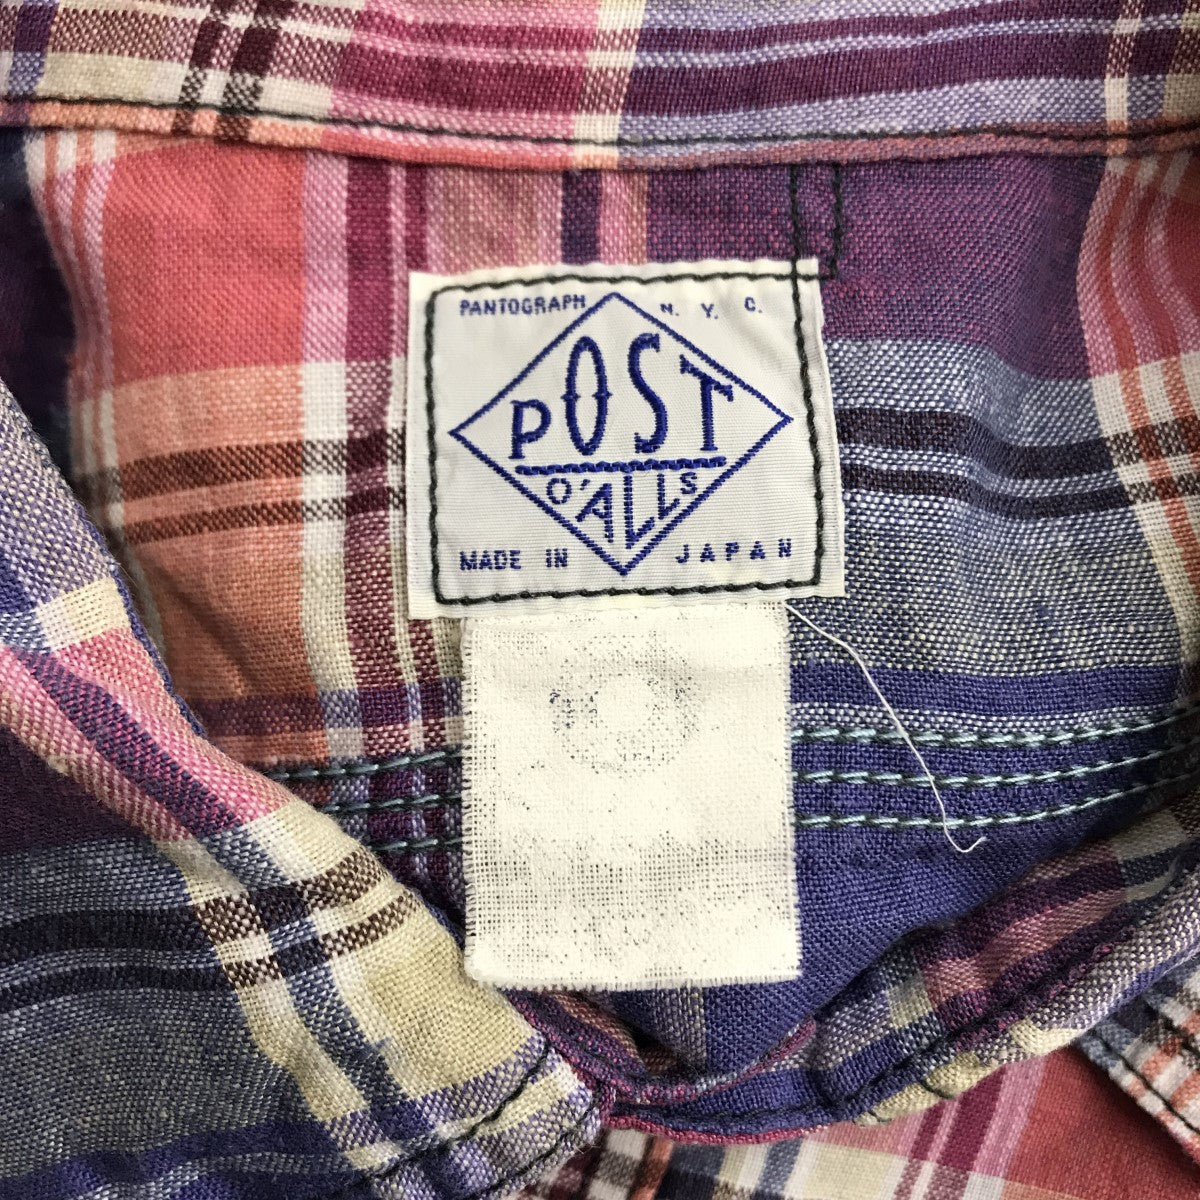 PANTOGRAPH N. Y. C.
POST
O'ALLS
MADE IN JAPAN